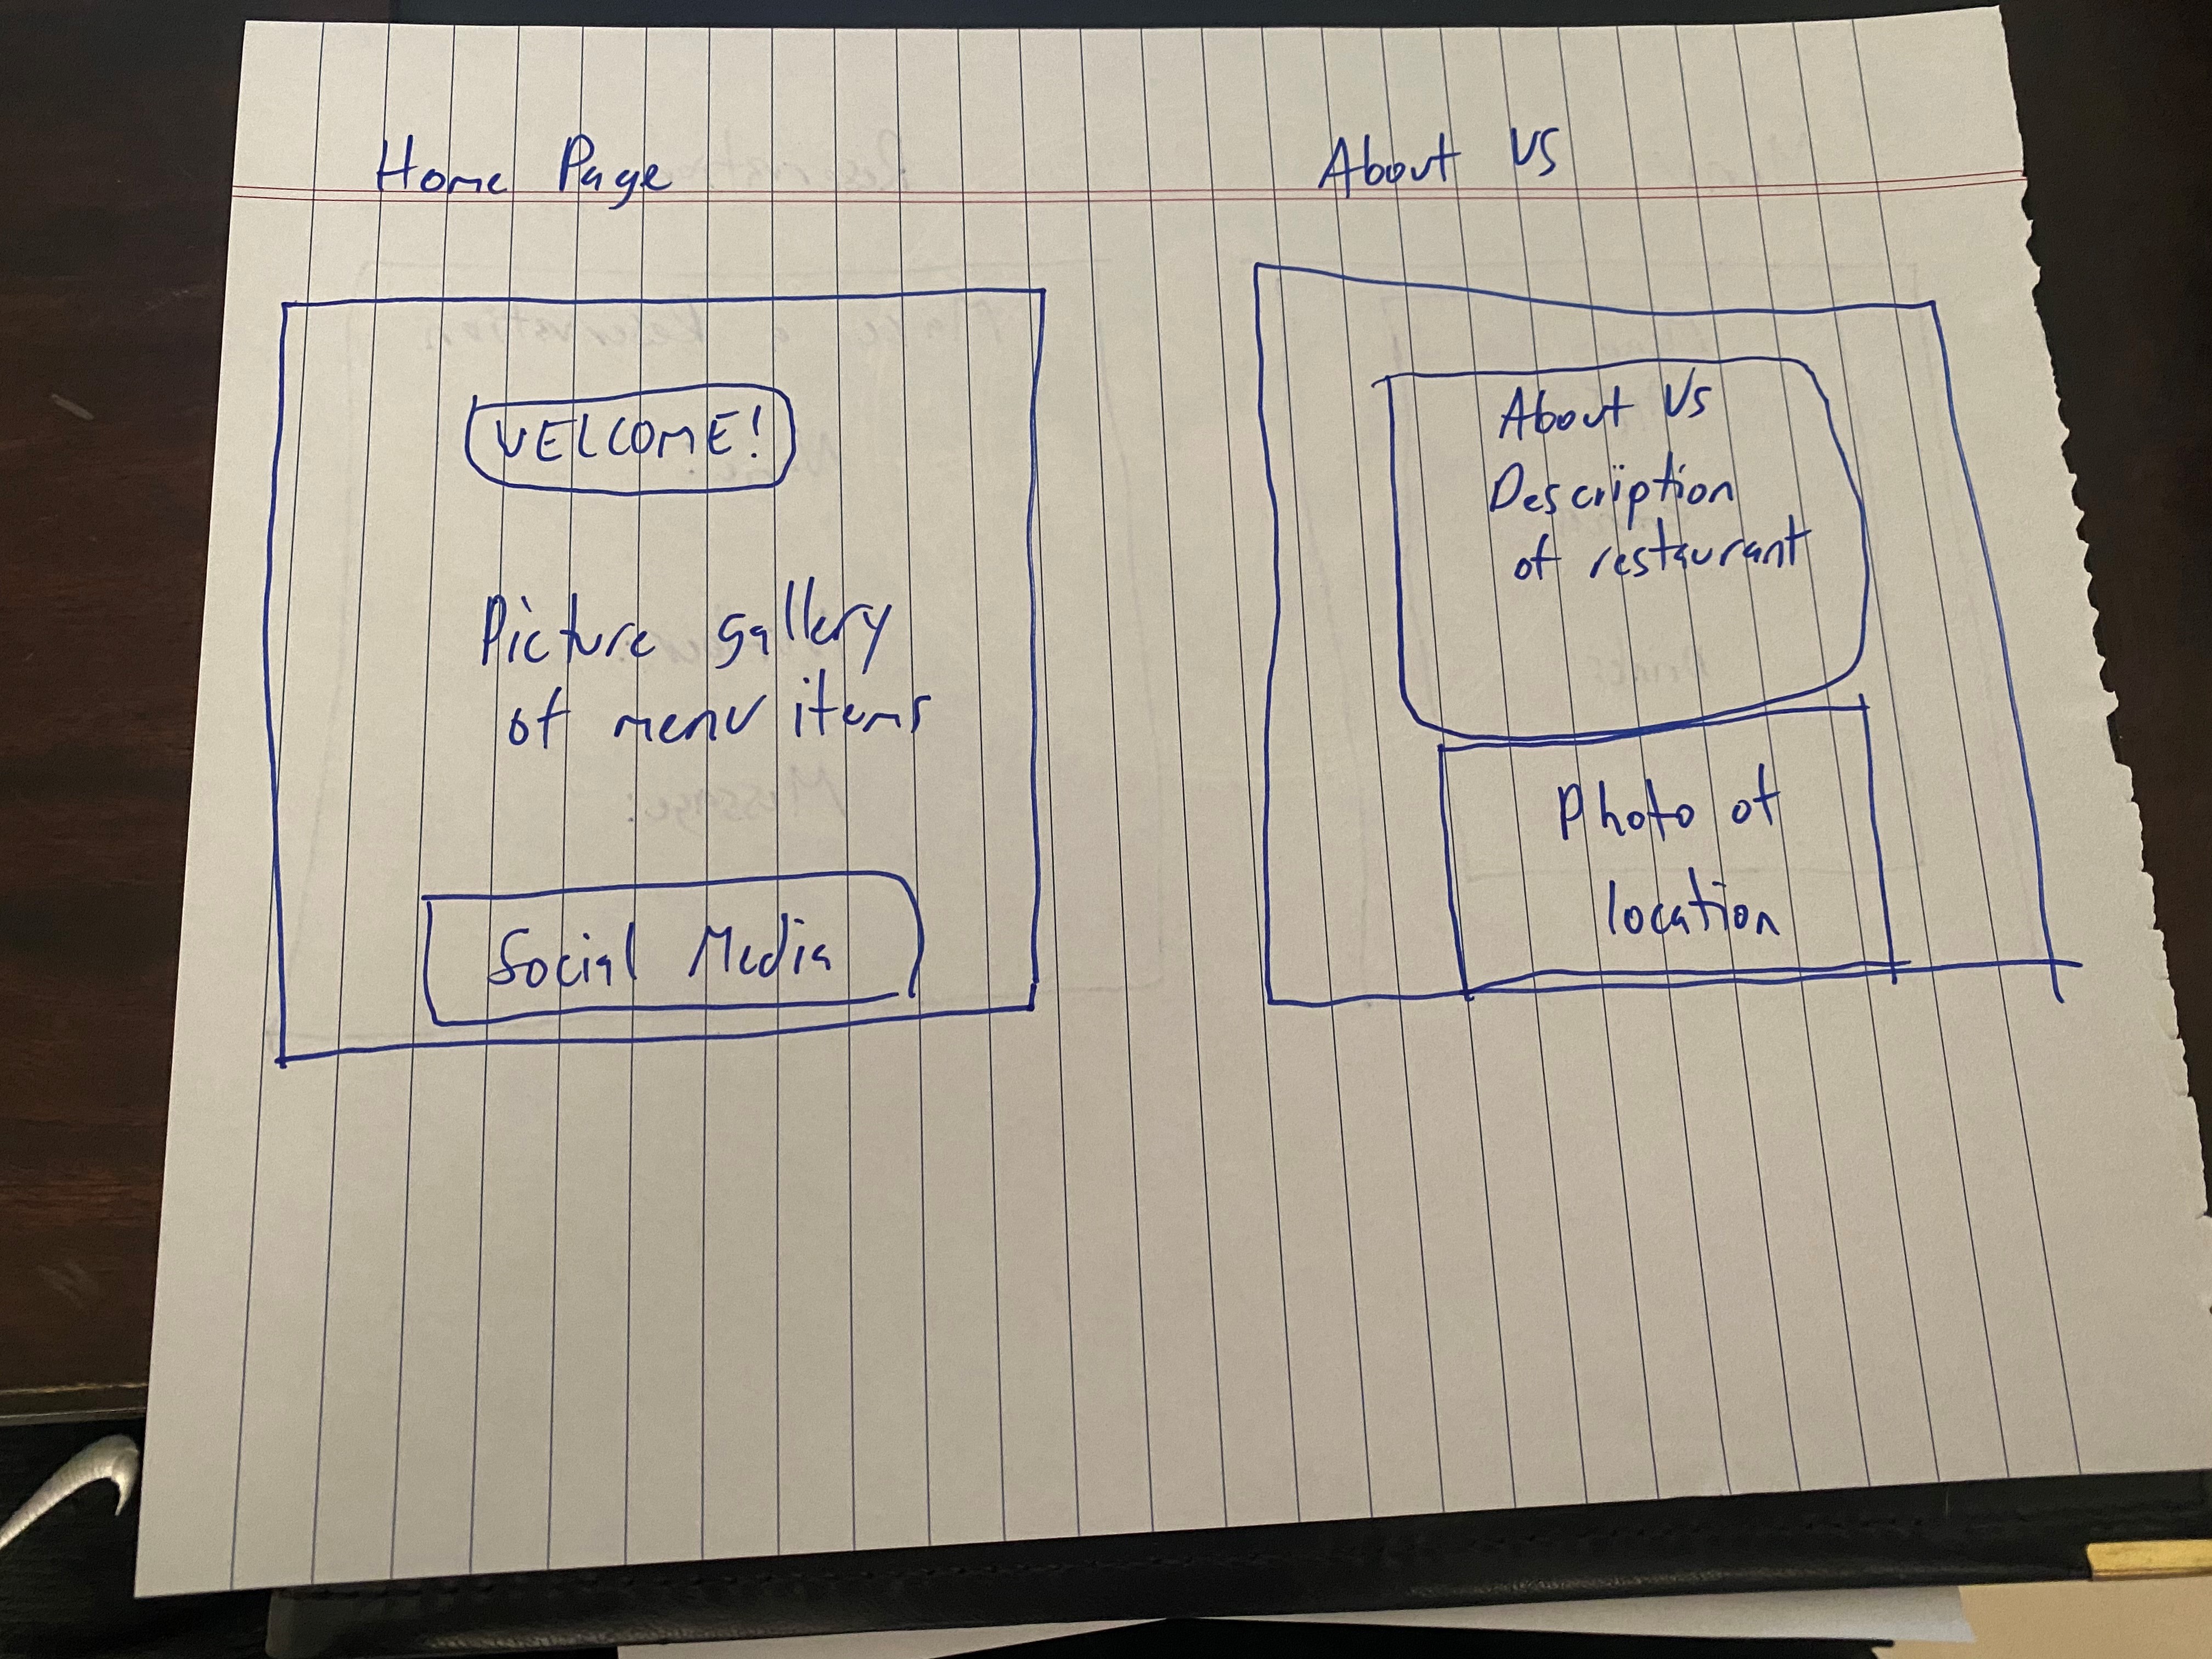 Home Page
WELCOME!
Picture gallery
of menu items
Social Media
About Us
About Us
Description
of restaurant
Photo of
location